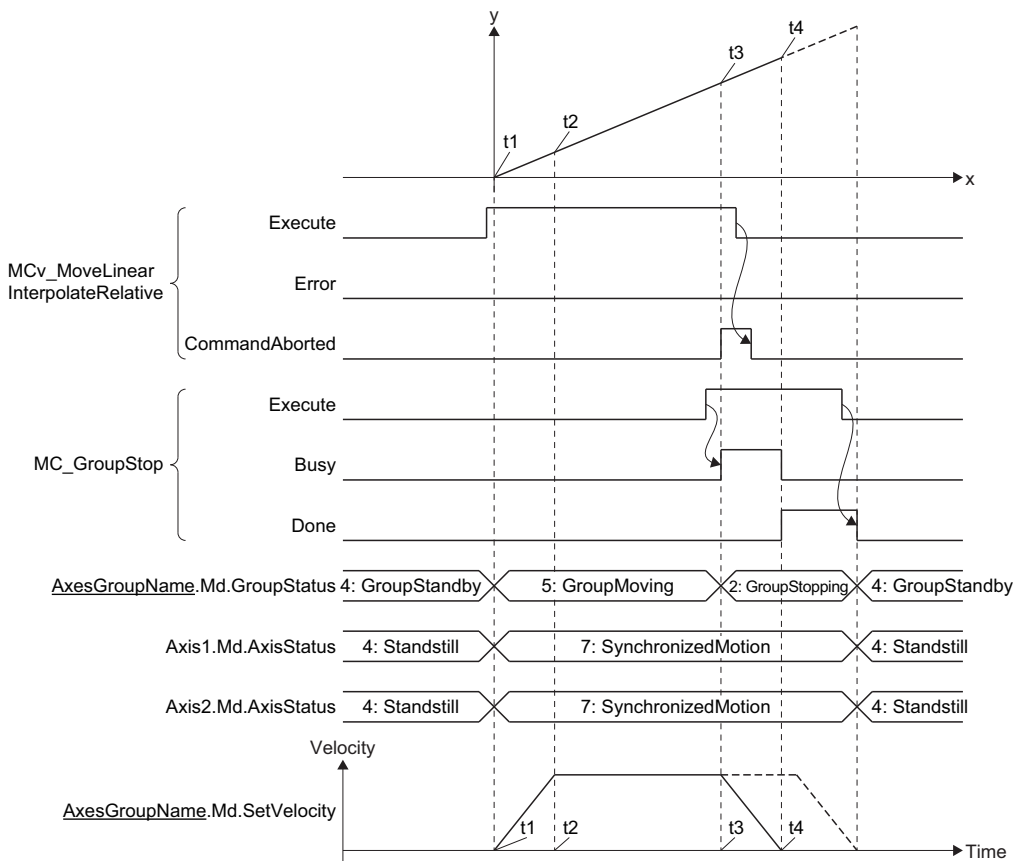 y
t4
t3
t2
t1
x
Execute
MCv_MoveLinear
InterpolateRelative
Error
CommandAborted
Execute
MC_GroupStop
Busy
Done
AxesGroupName.Md.GroupStatus 4: GroupStandby 5: GroupMoving 2: GroupStopping 4: GroupStandby
Axis1.Md.AxisStatus 4: Standstill 7: SynchronizedMotion 4: Standstill
Axis2.Md.AxisStatus 4: Standstill 7: SynchronizedMotion 4: Standstill
Velocity
AxesGroupName.Md.SetVelocity
t1 t2 t3 t4
Time